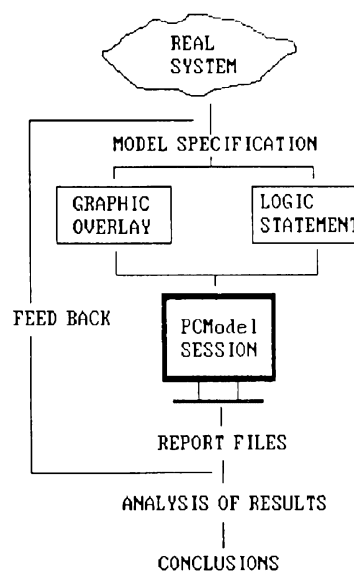 REAL
SYSTEM
MODEL SPECIFICATION
GRAPHIC
OVERLAY
LOGIC
STATEMENT
FEED BACK
PCModel
SESSION
REPORT FILES
ANALYSIS OF RESULTS
CONCLUSIONS